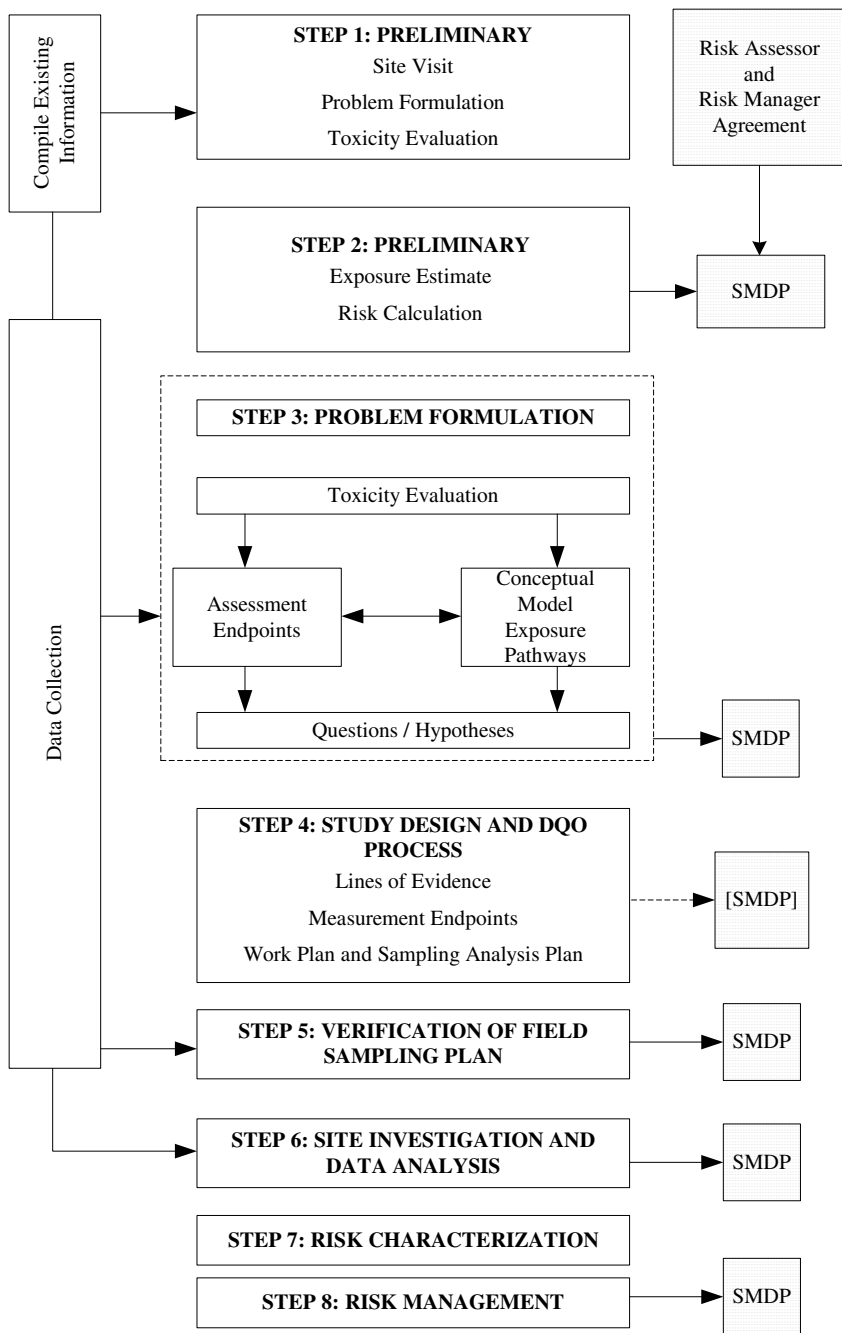 Compile Existing
Information
STEP 1: PRELIMINARY
Site Visit
Problem Formulation
Toxicity Evaluation
Risk Assessor
and
Risk Manager
Agreement
STEP 2: PRELIMINARY
Exposure Estimate
Risk Calculation
SMDP
Data Collection
STEP 3: PROBLEM FORMULATION
Toxicity Evaluation
Assessment
Endpoints
Conceptual
Model
Exposure
Pathways
Questions / Hypotheses
SMDP
STEP 4: STUDY DESIGN AND DQO
PROCESS
Lines of Evidence
Measurement Endpoints
Work Plan and Sampling Analysis Plan
[SMDP]
STEP 5: VERIFICATION OF FIELD
SAMPLING PLAN
SMDP
STEP 6: SITE INVESTIGATION AND
DATA ANALYSIS
SMDP
STEP 7: RISK CHARACTERIZATION
STEP 8: RISK MANAGEMENT
SMDP